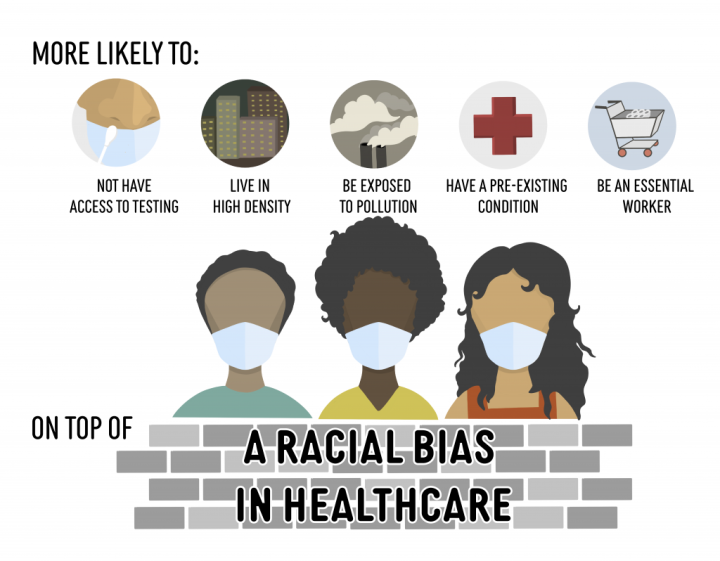 MORE LIKELY TO:
NOT HAVE
ACCESS TO TESTING
LIVE IN
HIGH DENSITY
BE EXPOSED
TO POLLUTION
HAVE A PRE-EXISTING
CONDITION
BE AN ESSENTIAL
WORKER
ON TOP OF
A RACIAL BIAS
IN HEALTHCARE